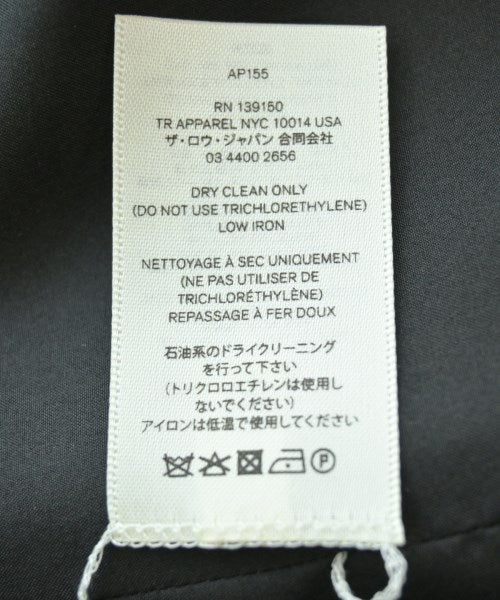 AP155
RN 139150
TR APPAREL NYC 10014 USA
ザ・ロウ・ジャパン 合同会社
03 4400 2656
DRY CLEAN ONLY
(DO NOT USE TRICHLORETHYLENE)
LOW IRON
NETTOYAGE À SEC UNIQUEMENT
(NE PAS UTILISER DE
TRICHLORÉTHYLÈNE)
REPASSAGE À FER DOUX
石油系のドライクリーニング
を行って下さい
(トリクロロエチレンは使用し
ないでください)
アイロンは低温で使用してください
P